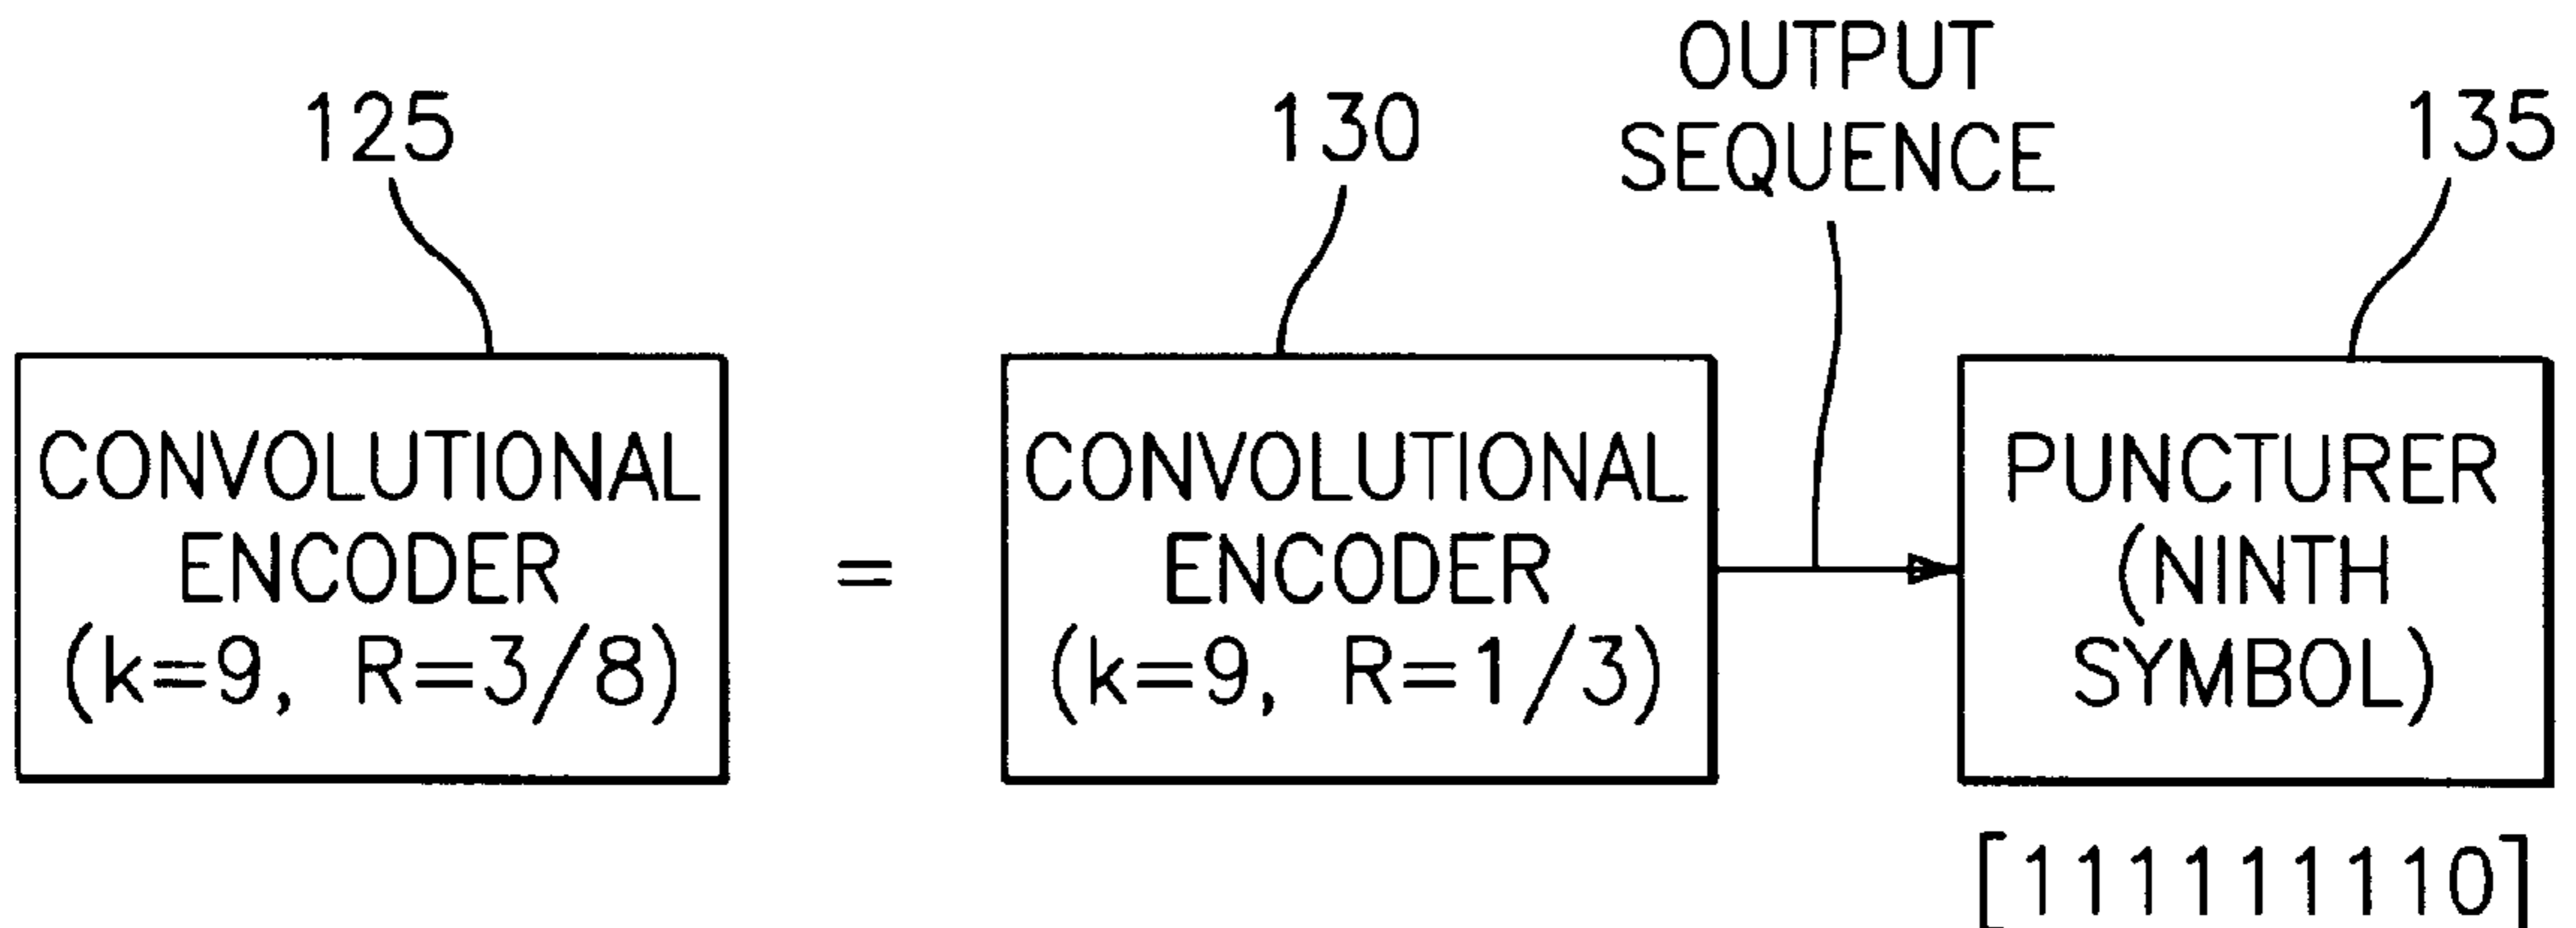 125
130
OUTPUT
SEQUENCE
135
CONVOLUTIONAL
ENCODER
(k=9, R=3/8)
=
CONVOLUTIONAL
ENCODER
(k=9, R=1/3)
PUNCTURER
(NINTH
SYMBOL)
[111111110]